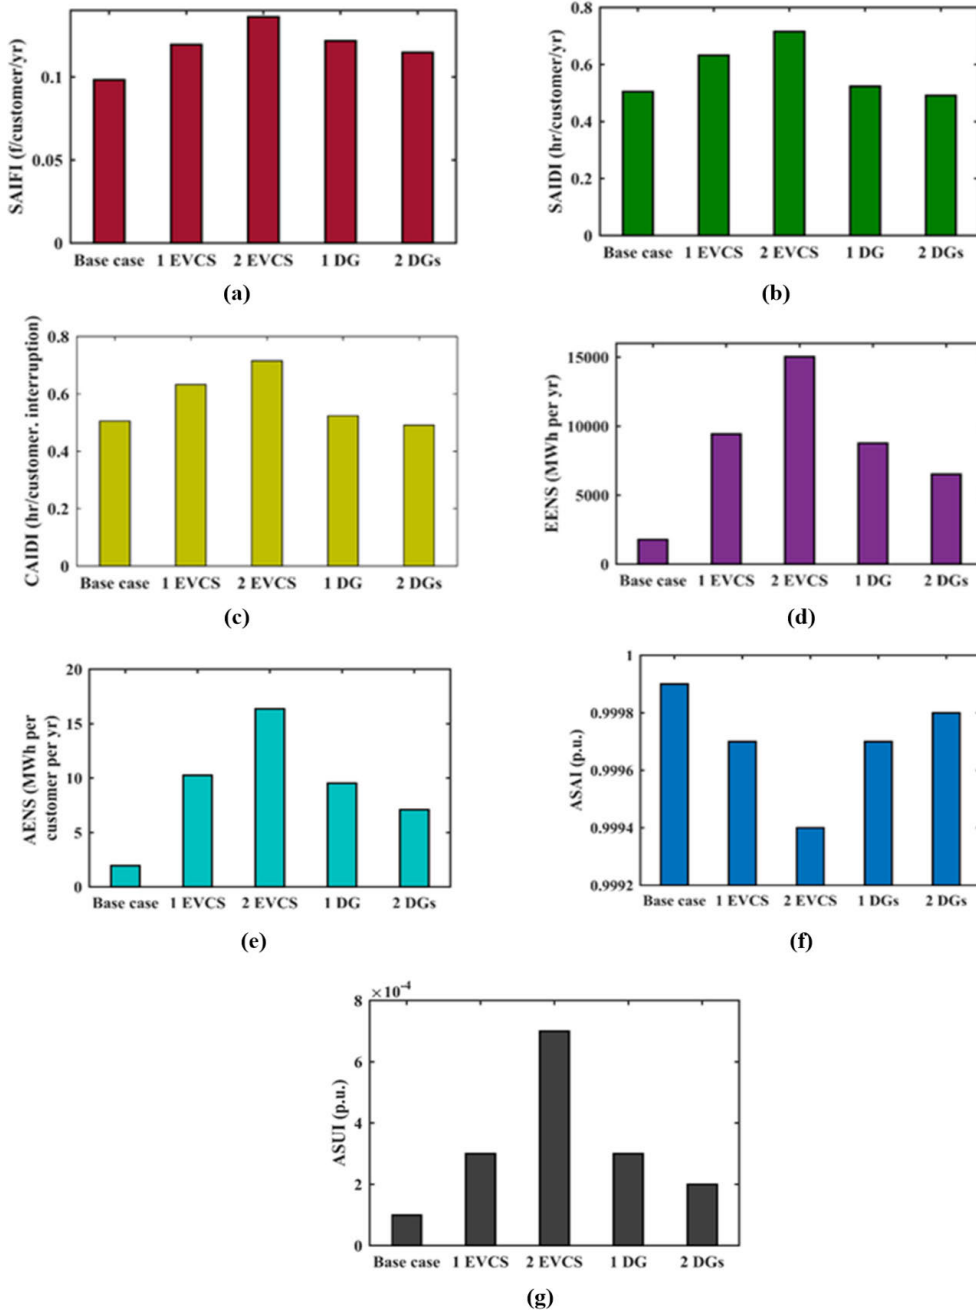 SAIFI (f/customer/yr)
0.1
0.05
0
Base case 1 EVCS 2 EVCS 1 DG 2 DGs
(a)
SAIDI (hr/customer/yr)
0.8
0.6
0.4
0.2
0
Base case 1 EVCS 2 EVCS 1 DG 2 DGs
(b)
CAIDI (hr/customer. interruption)
0.8
0.6
0.4
0.2
0
Base case 1 EVCS 2 EVCS 1 DG 2 DGs
(c)
EENS (MWh per yr)
15000
10000
5000
0
Base case 1 EVCS 2 EVCS 1 DG 2 DGs
(d)
AENS (MWh per
customer per yr)
20
15
10
5
0
Base case 1 EVCS 2 EVCS 1 DG 2 DGs
(e)
ASAI (p.u.)
1
0.9998
0.9996
0.9994
0.9992
Base case 1 EVCS 2 EVCS 1 DGs 2 DGs
(f)
ASUI (p.u.)
×10⁻⁴
8
6
4
2
0
Base case 1 EVCS 2 EVCS 1 DG 2 DGs
(g)